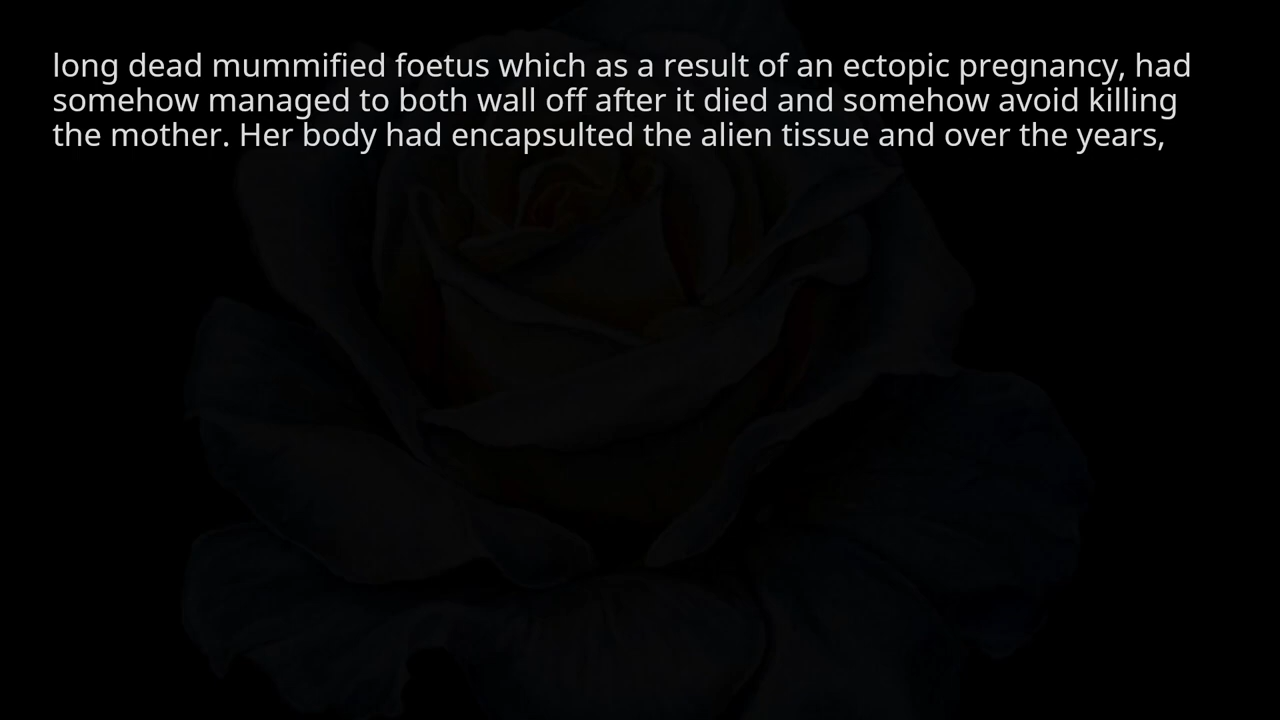 long dead mummified foetus which as a result of an ectopic pregnancy, had
somehow managed to both wall off after it died and somehow avoid killing
the mother. Her body had encapsulted the alien tissue and over the years,